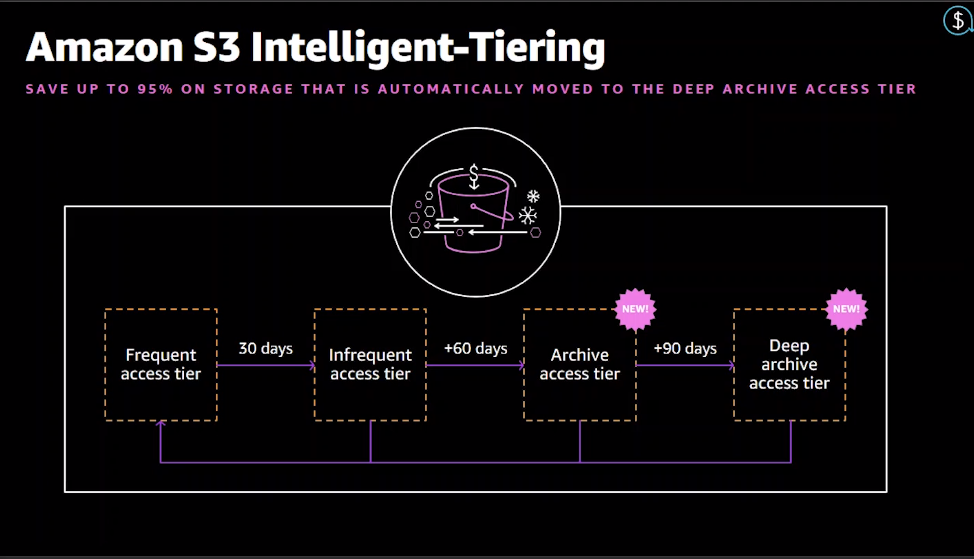 $
Amazon S3 Intelligent-Tiering
SAVE UP TO 95% ON STORAGE THAT IS AUTOMATICALLY MOVED TO THE DEEP ARCHIVE ACCESS TIER
$
NEW!
NEW!
Frequent
access tier
30 days
Infrequent
access tier
+60 days
Archive
access tier
+90 days
Deep
archive
access tier